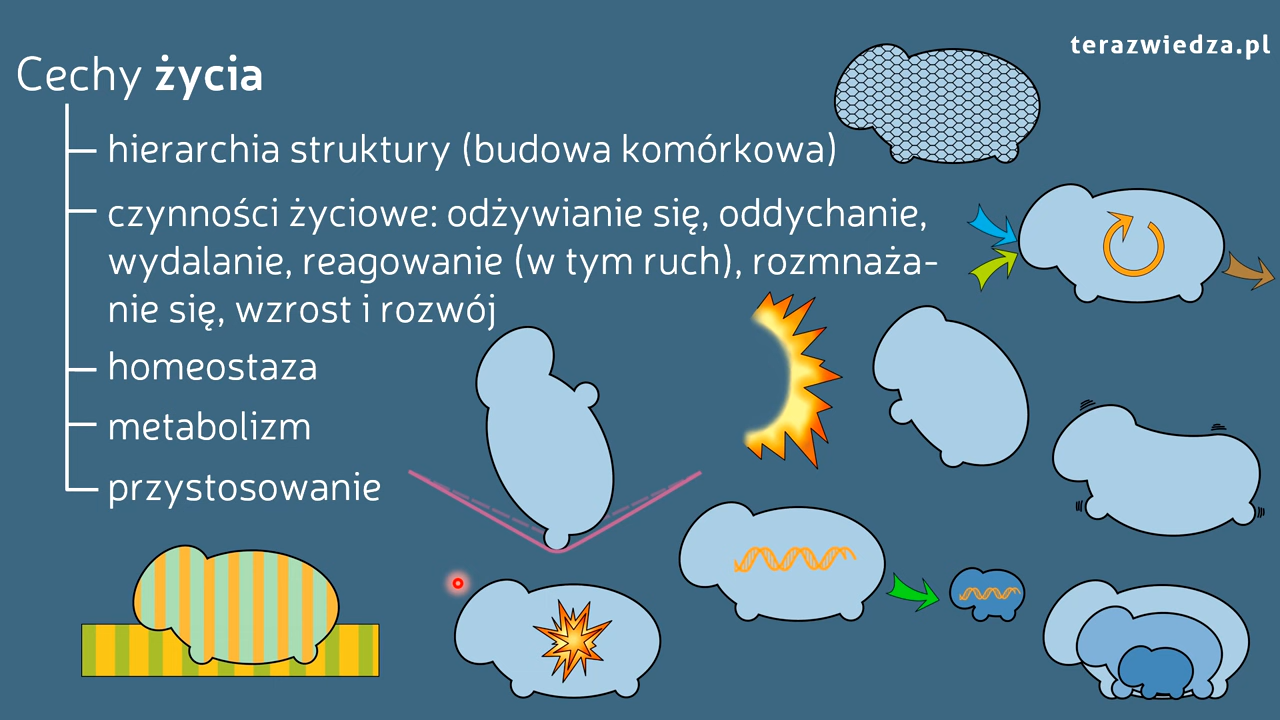 terazwiedza.pl
Cechy życia
hierarchia struktury (budowa komórkowa)
czynności życiowe: odżywianie się, oddychanie,
wydalanie, reagowanie (w tym ruch), rozmnaża-
nie się, wzrost i rozwój
homeostaza
metabolizm
przystosowanie